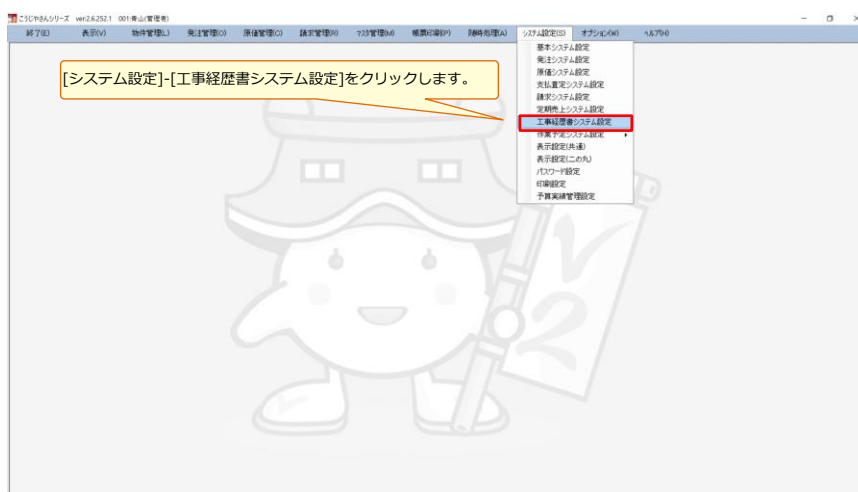 こうじやさんシリーズ ver.2.6.252.1 001:青山(管理者)
終了(E) 表示(V) 物件管理(L) 発注管理(O) 原価管理(C) 請求管理(R) マスタ管理(M) 帳票印刷(P) 随時処理(A) システム設定(S) オプション(W) ヘルプ(H)
基本システム設定
発注システム設定
[システム設定]-[工事経歴書システム設定]をクリックします。
原価システム設定
支払査定システム設定
請求システム設定
定期売上システム設定
工事経歴書システム設定
作業予定システム設定
表示設定(共通)
表示設定(二の丸)
パスワード設定
印刷設定
予算実績管理設定
V2